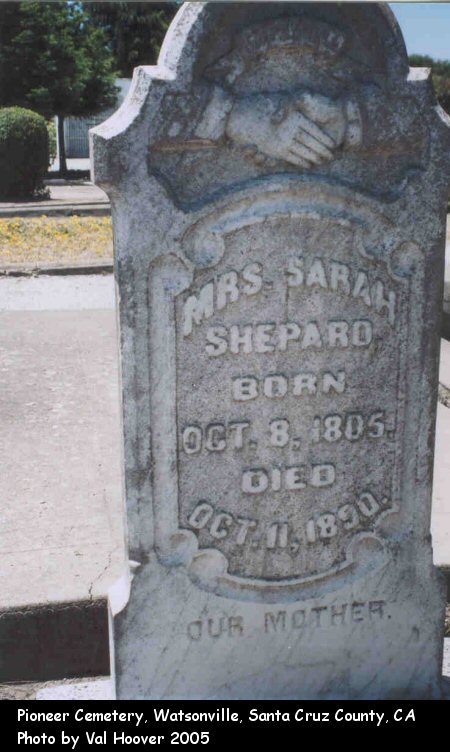 MRS. SARAH
SHEPARD.
BORN
OCT. 8, 1805.
DIED
OCT. 11, 1890.
OUR MOTHER.
Pioneer Cemetery, Watsonville, Santa Cruz County, CA
Photo by Val Hoover 2005